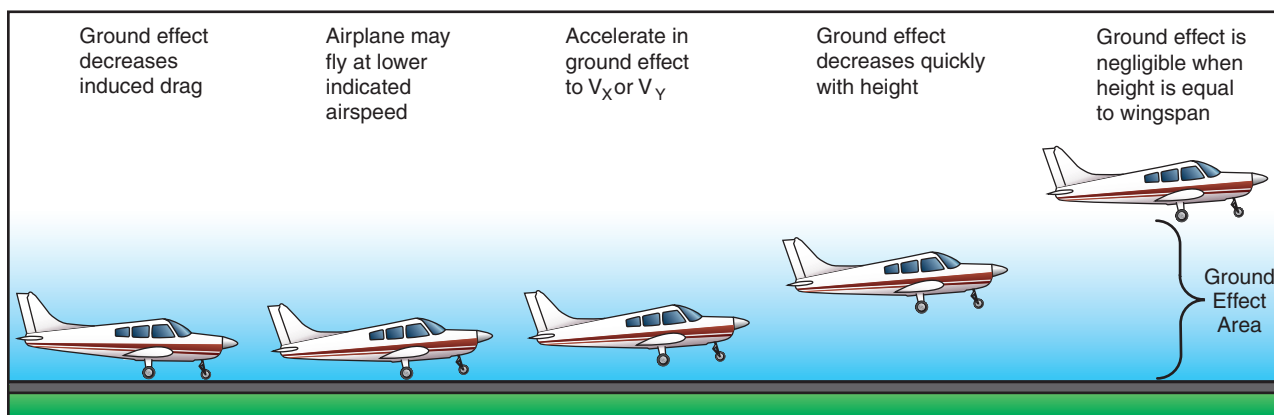 Ground effect
decreases
induced drag
Airplane may
fly at lower
indicated
airspeed
Accelerate in
ground effect
to VX or VY
Ground effect
decreases quickly
with height
Ground effect is
negligible when
height is equal
to wingspan
Ground
Effect
Area